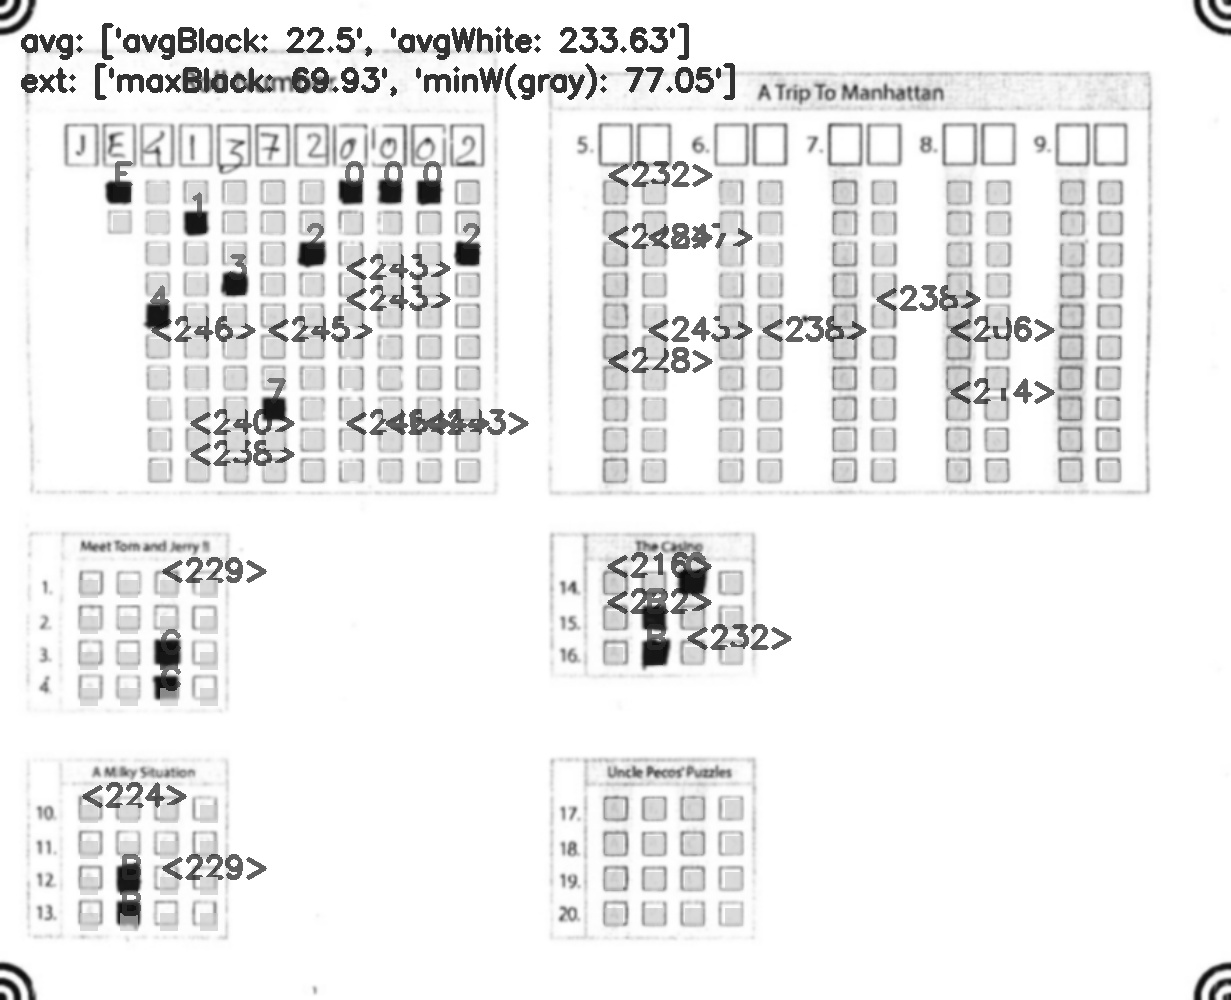 avg: ['avgBlack: 22.5', 'avgWhite: 233.63']
ext: ['maxBlack: 69.93', 'minW(gray): 77.05']
A Trip To Manhattan
J E 4 1 3 7 2 0 0 0 2
5. 6. 7. 8. 9.
E 0 0 0
<232>
1
2 2
3 <243>
4 <243> <238>
<246> <245> <243> <238> <206>
<228>
7 <214>
<240>
<238>
Meet Tom and Jerry !!
The Casino
1. <229>
2.
3. C
4. C
14. <216> C
15. B
16. B <232>
A Milky Situation
Uncle Pecos' Puzzles
<224>
10.
11.
12. B <229>
13. B
17.
18.
19.
20.